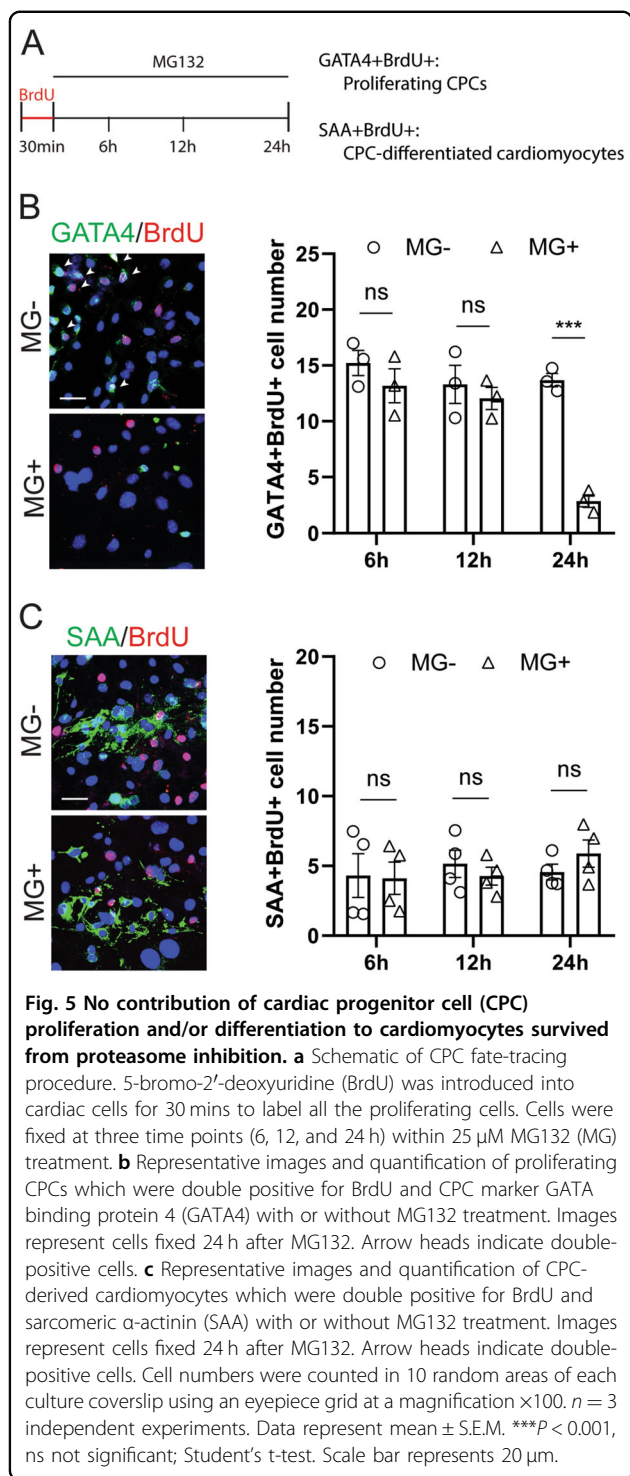 A
MG132
BrdU
30min 6h 12h 24h
GATA4+BrdU+:
Proliferating CPCs
SAA+BrdU+:
CPC-differentiated cardiomyocytes
B
GATA4/BrdU
MG-
MG+
GATA4+BrdU+ cell number
25
20
15
10
5
0
MG- MG+
ns
ns
***
6h 12h 24h
C
SAA/BrdU
MG-
MG+
SAA+BrdU+ cell number
20
15
10
5
0
MG- MG+
ns
ns
ns
6h 12h 24h
Fig. 5 No contribution of cardiac progenitor cell (CPC)
proliferation and/or differentiation to cardiomyocytes survived
from proteasome inhibition. a Schematic of CPC fate-tracing
procedure. 5-bromo-2′-deoxyuridine (BrdU) was introduced into
cardiac cells for 30 mins to label all the proliferating cells. Cells were
fixed at three time points (6, 12, and 24 h) within 25 μM MG132 (MG)
treatment. b Representative images and quantification of proliferating
CPCs which were double positive for BrdU and CPC marker GATA
binding protein 4 (GATA4) with or without MG132 treatment. Images
represent cells fixed 24 h after MG132. Arrow heads indicate double-
positive cells. c Representative images and quantification of CPC-
derived cardiomyocytes which were double positive for BrdU and
sarcomeric α-actinin (SAA) with or without MG132 treatment. Images
represent cells fixed 24 h after MG132. Arrow heads indicate double-
positive cells. Cell numbers were counted in 10 random areas of each
culture coverslip using an eyepiece grid at a magnification ×100. n = 3
independent experiments. Data represent mean ± S.E.M. ***P < 0.001,
ns not significant; Student's t-test. Scale bar represents 20 μm.